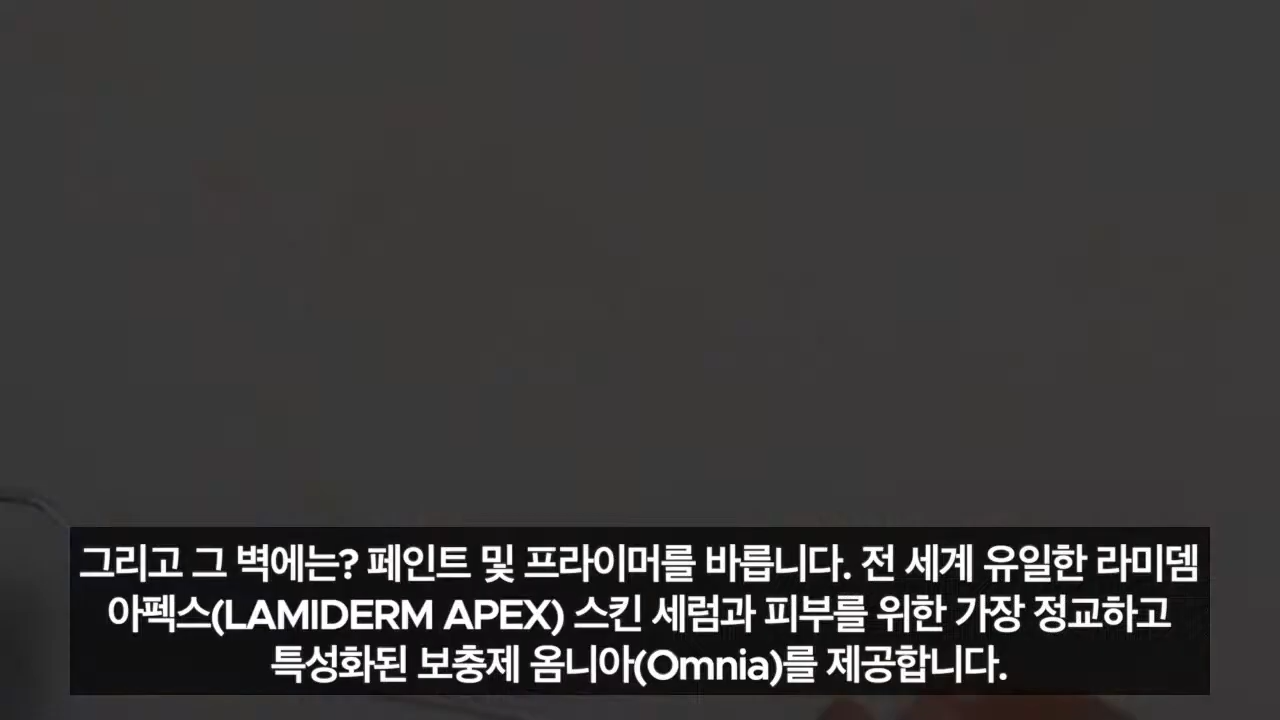 그리고 그 벽에는? 페인트 및 프라이머를 바릅니다. 전 세계 유일한 라미뎀
아펙스(LAMIDERM APEX) 스킨 세럼과 피부를 위한 가장 정교하고
특성화된 보충제 옴니아(Omnia)를 제공합니다.